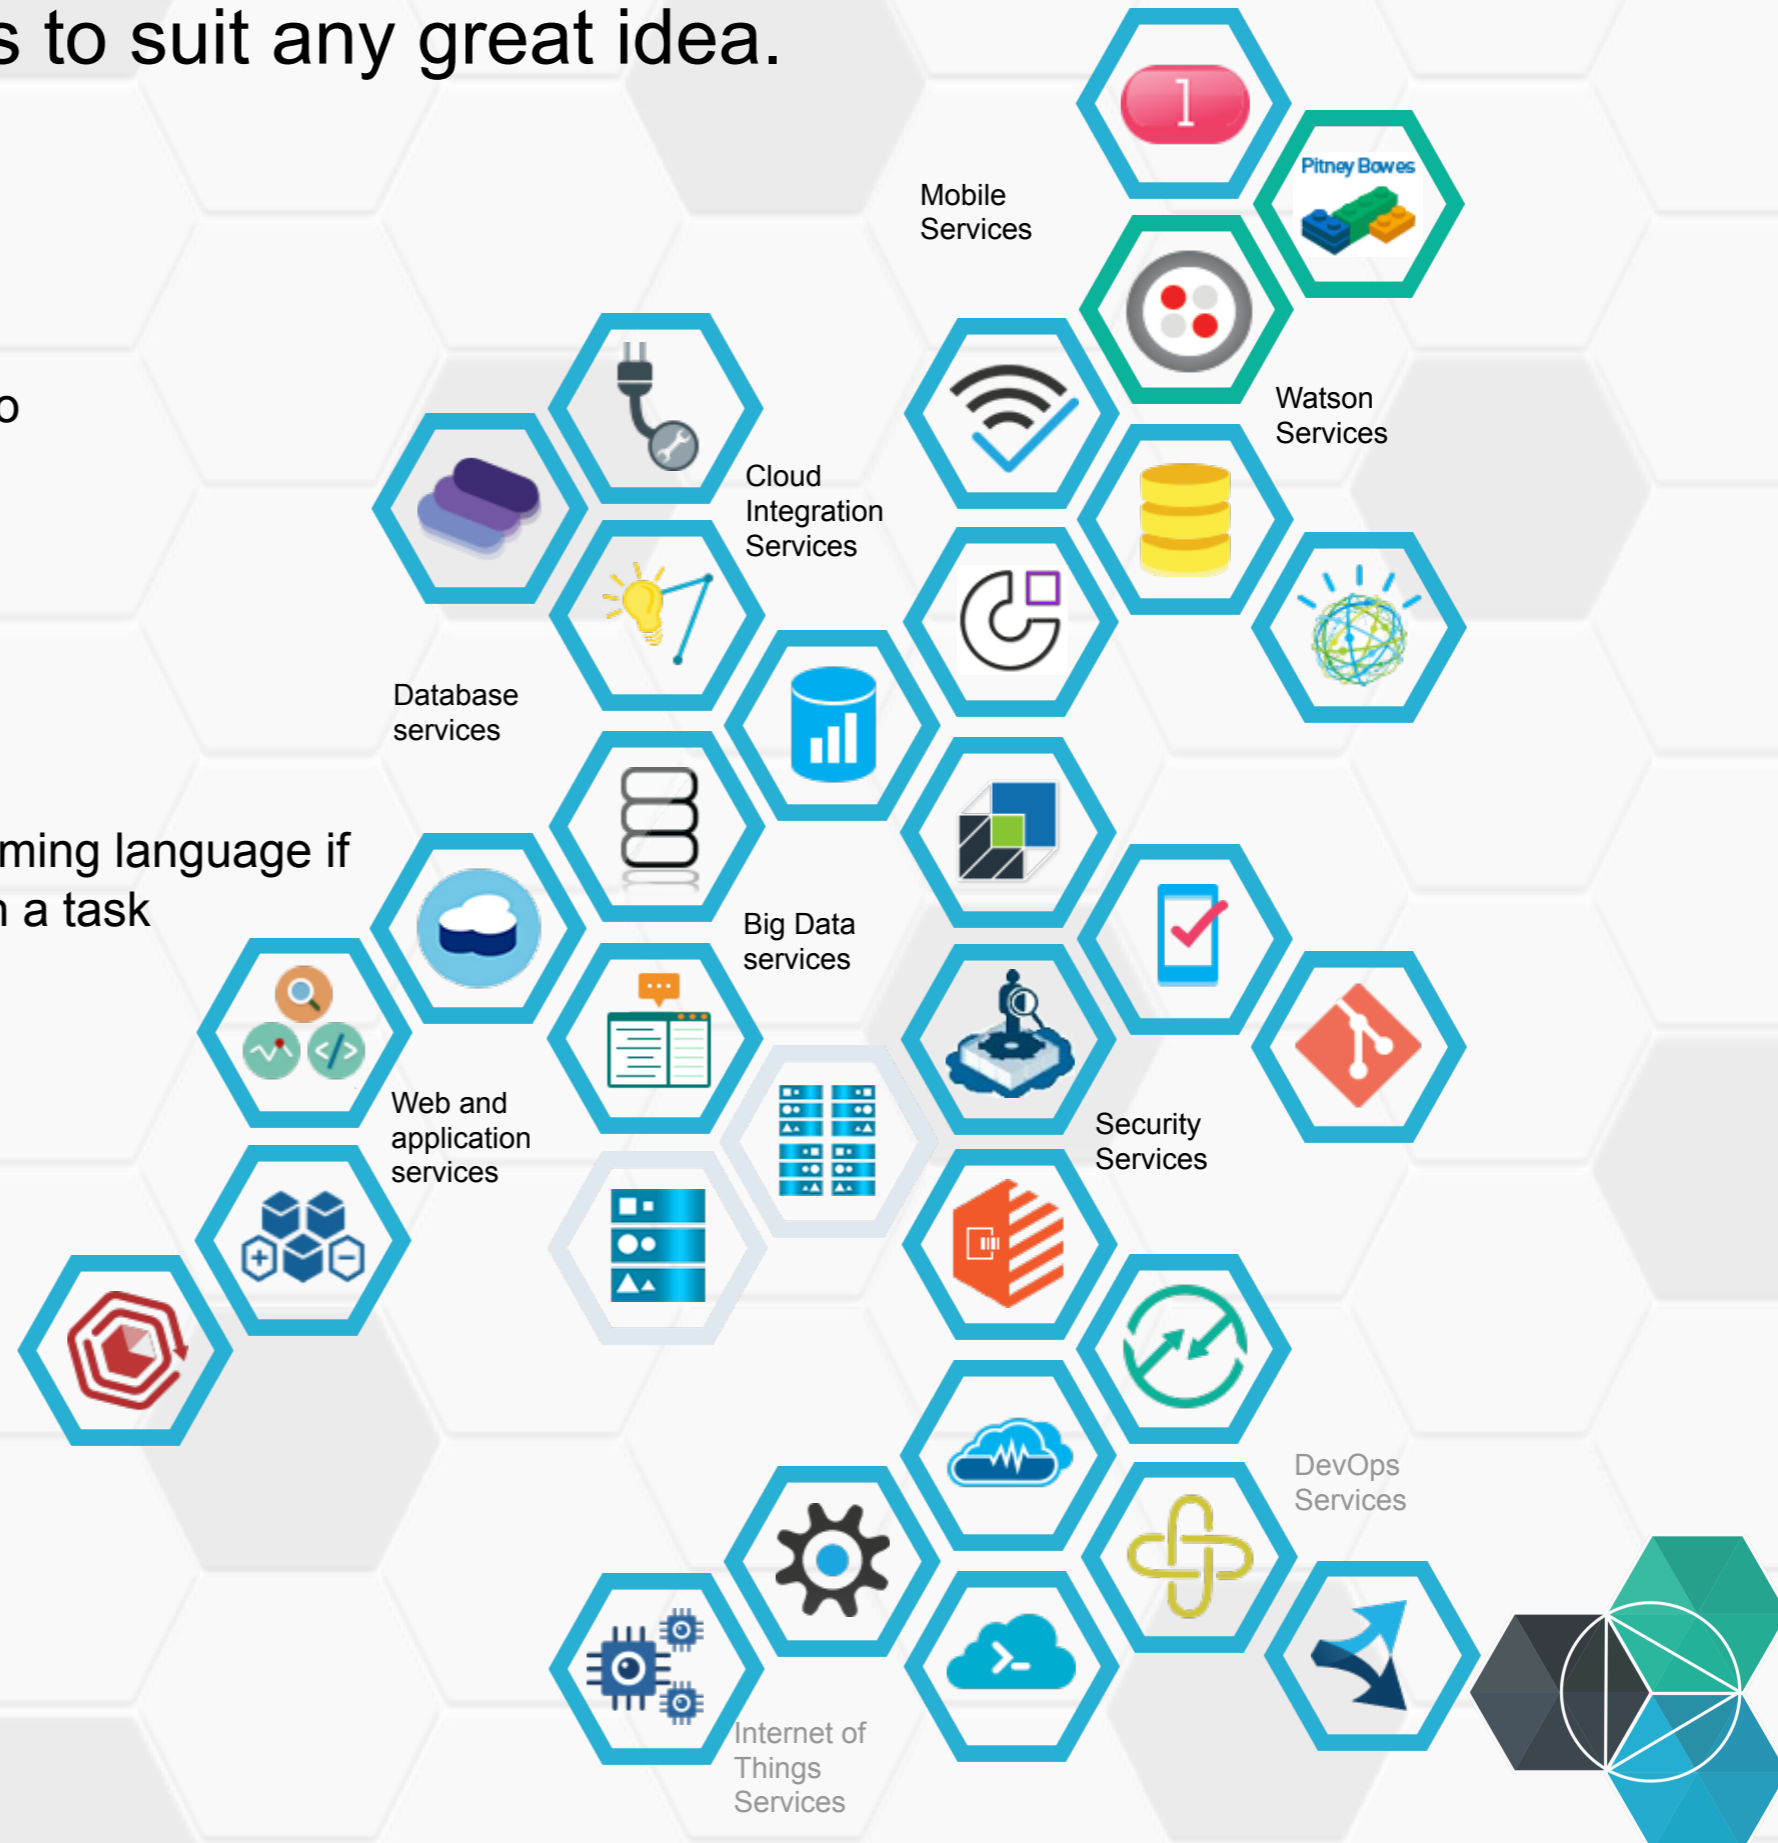 s to suit any great idea.
1
Pitney Bowes
Mobile
Services
o
Watson
Services
Cloud
Integration
Services
Database
services
ming language if
n a task
Big Data
services
Web and
application
services
Security
Services
DevOps
Services
Internet of
Things
Services